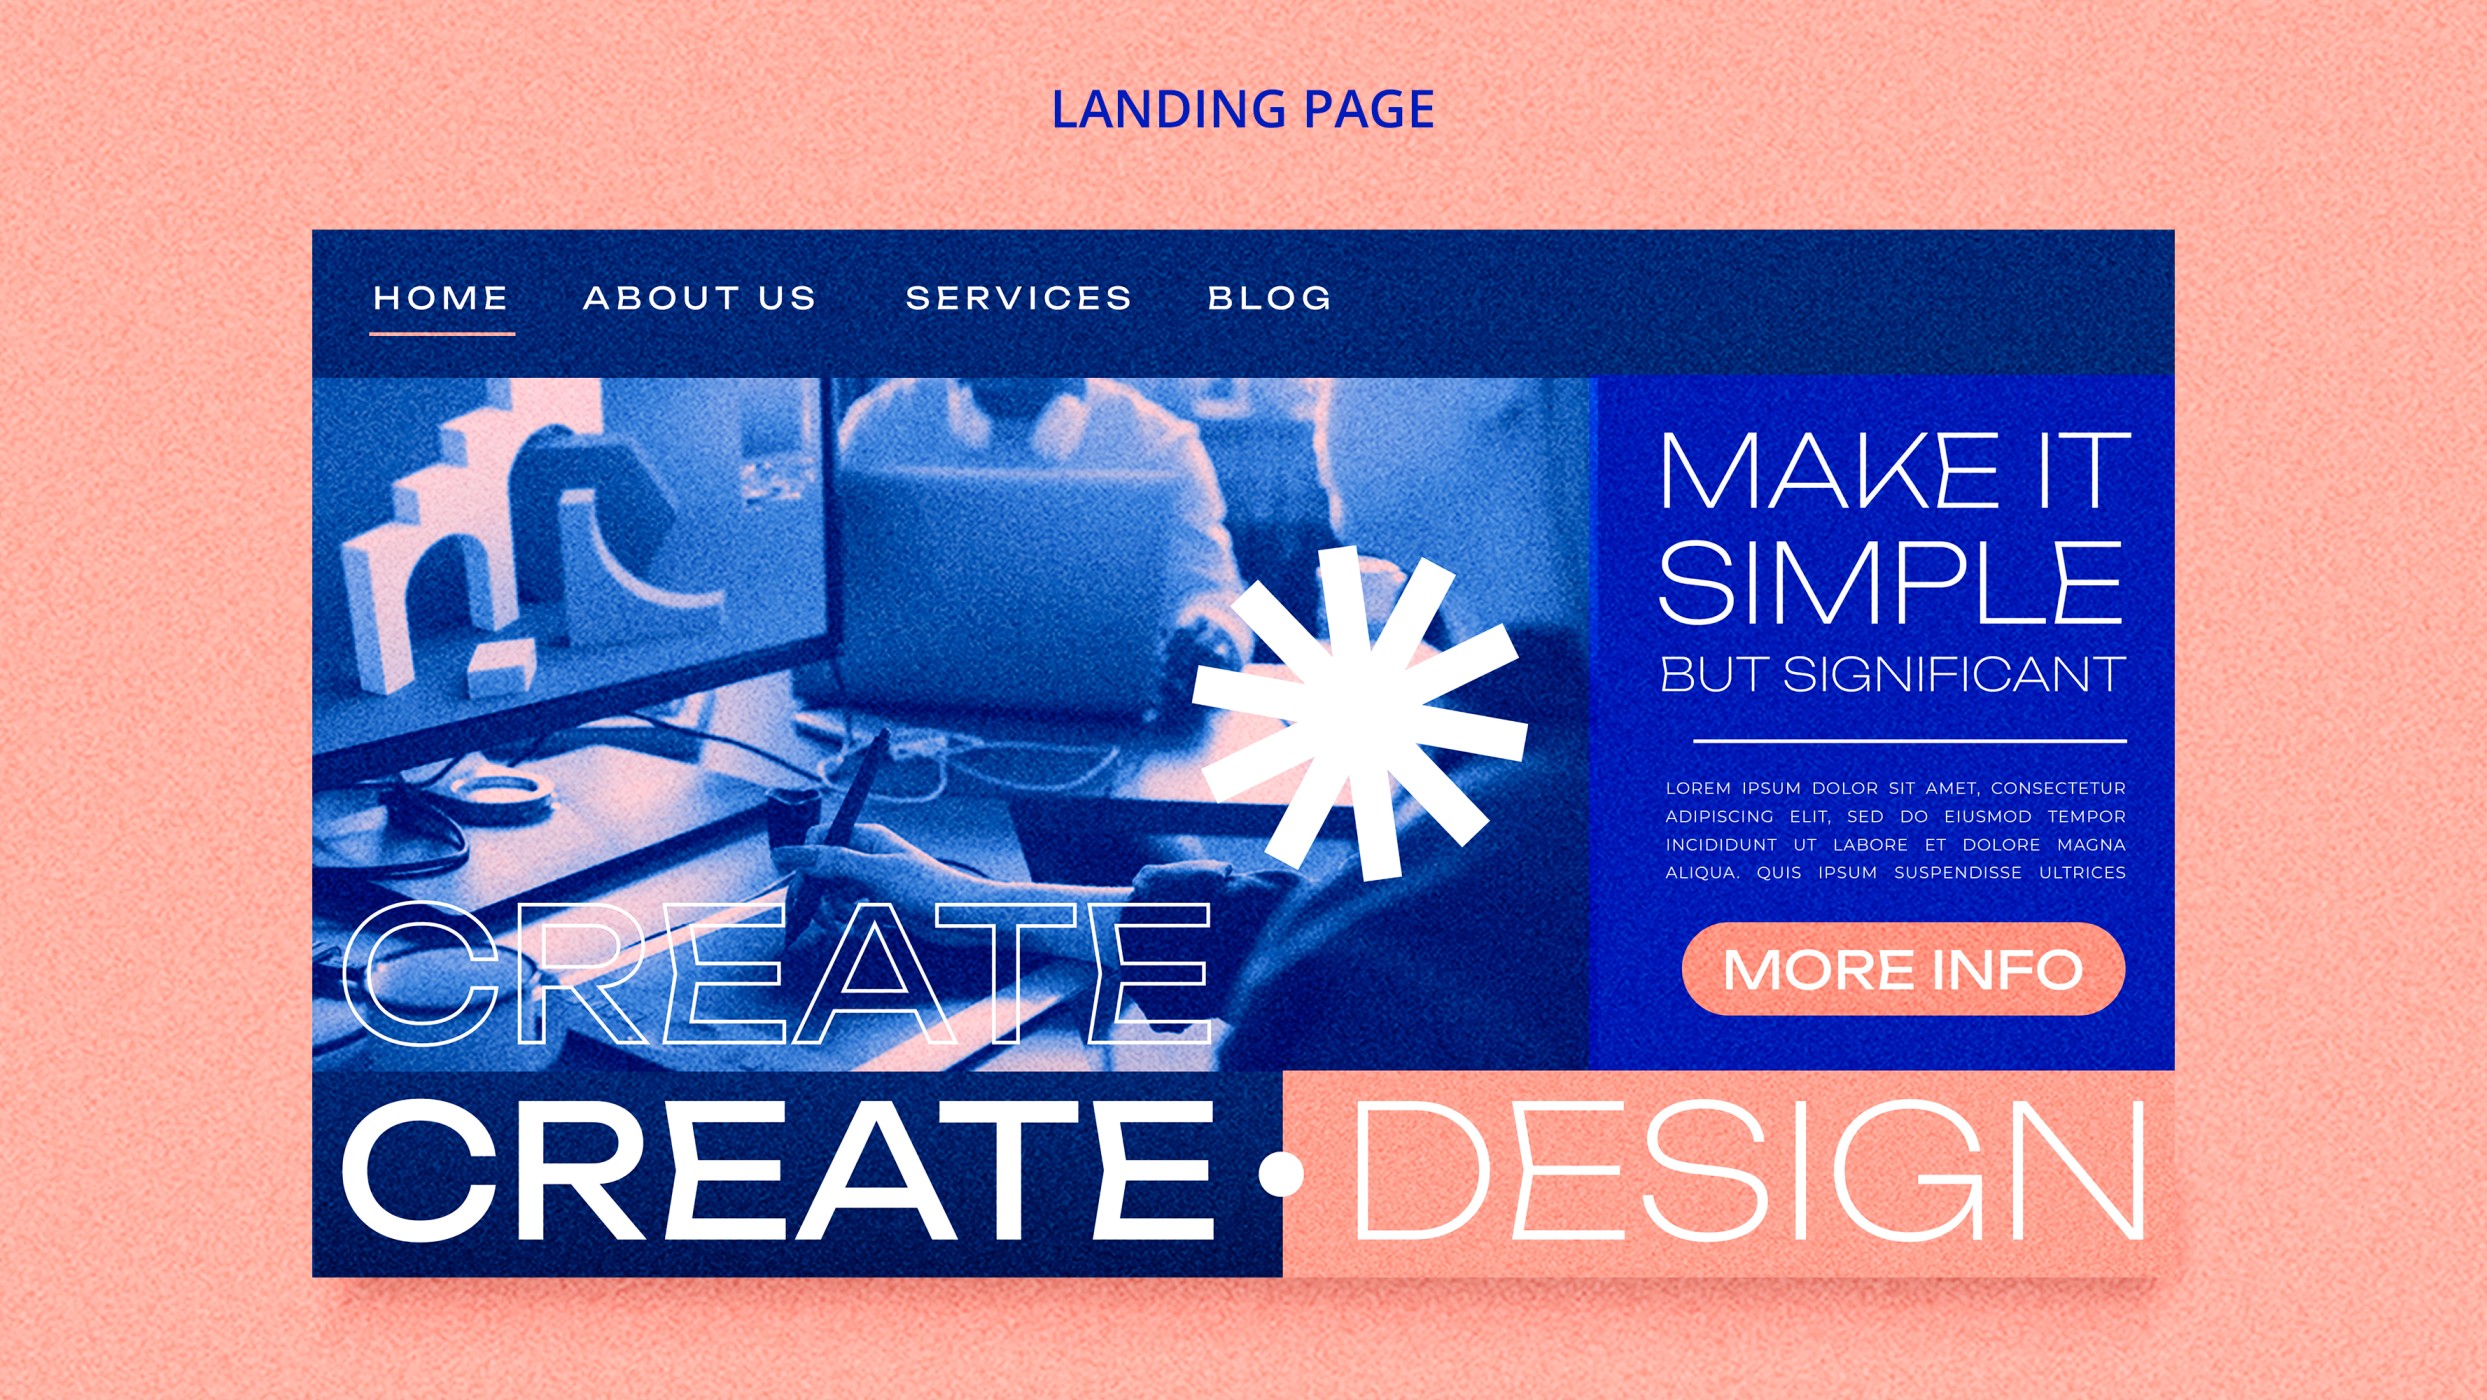 LANDING PAGE
HOME ABOUT US SERVICES BLOG
MAKE IT
SIMPLE
BUT SIGNIFICANT
LOREM IPSUM DOLOR SIT AMET, CONSECTETUR
ADIPISCING ELIT, SED DO EIUSMOD TEMPOR
INCIDIDUNT UT LABORE ET DOLORE MAGNA
ALIQUA. QUIS IPSUM SUSPENDISSE ULTRICES
MORE INFO
CREATE
CREATE • DESIGN